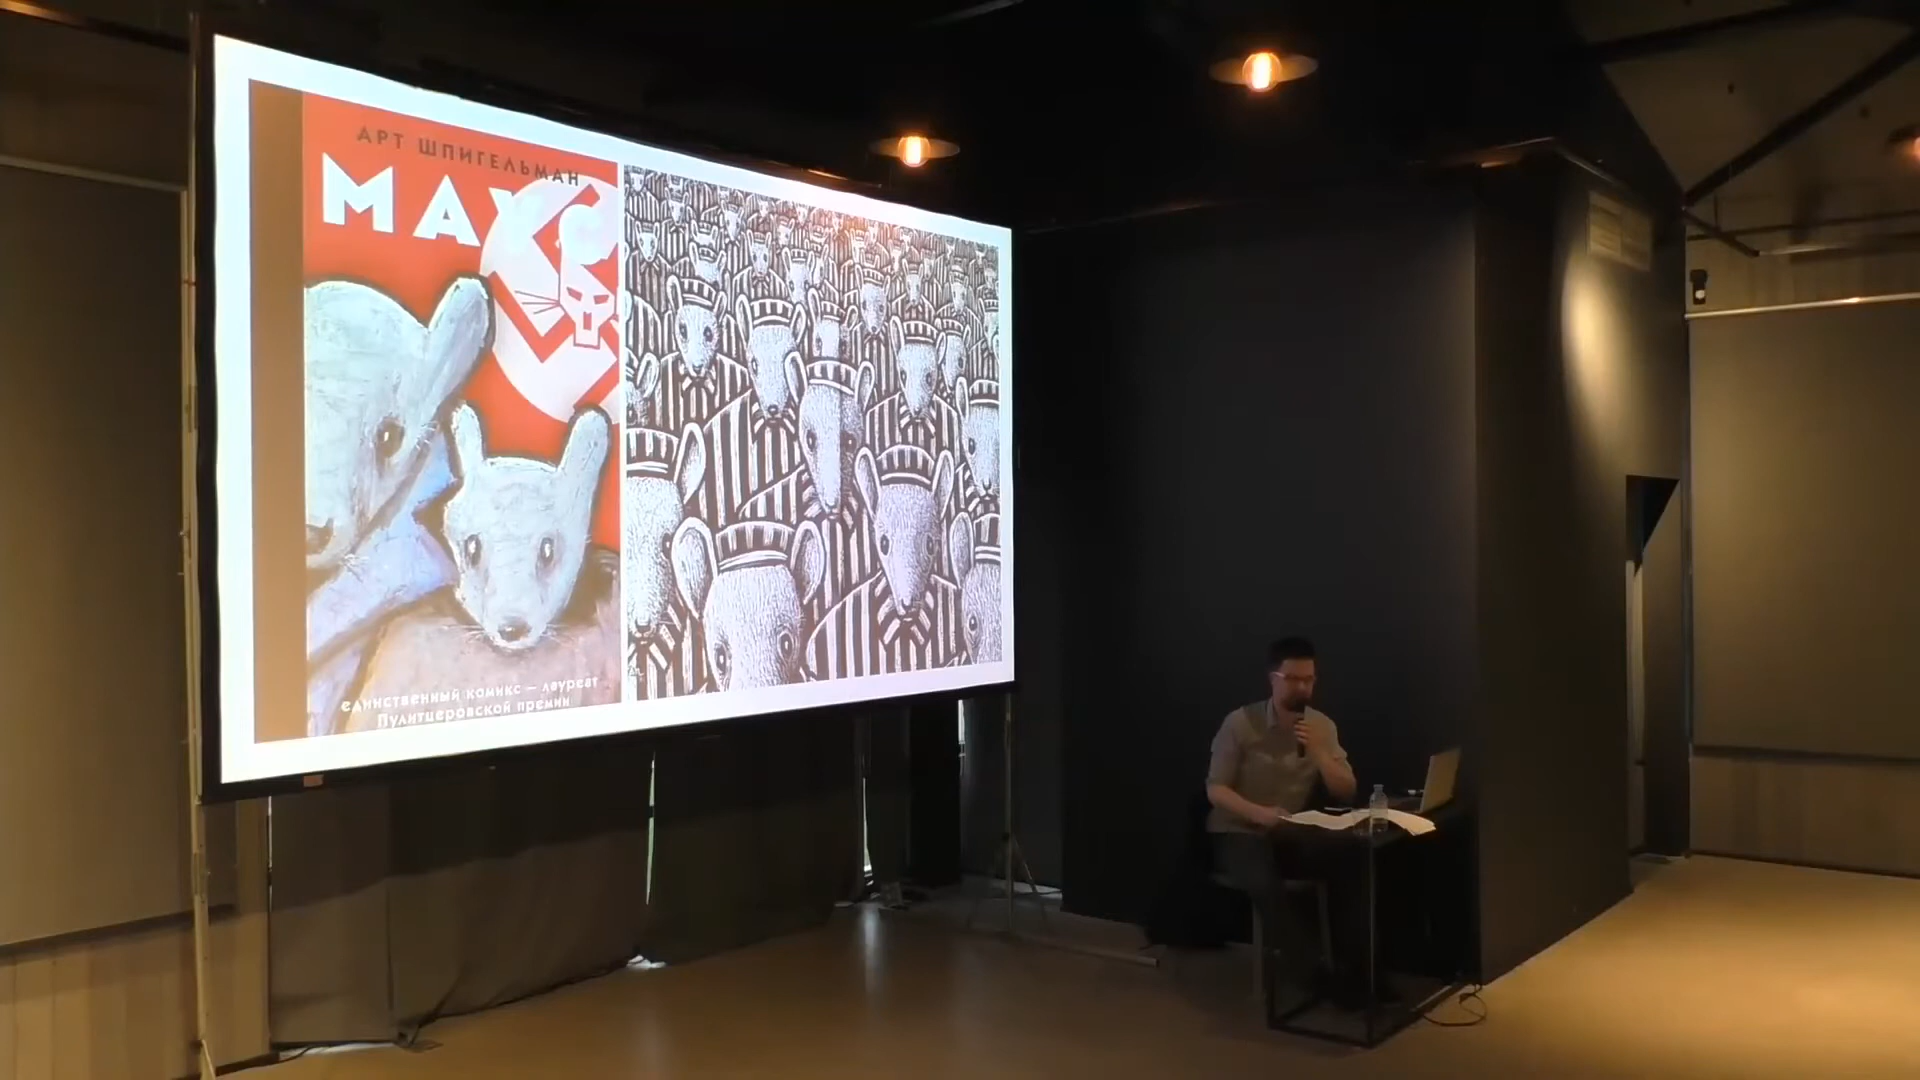 АРТ ШПИГЕЛЬМАН
МАУС
единственный комикс — лауреат
Пулитцеровской премии